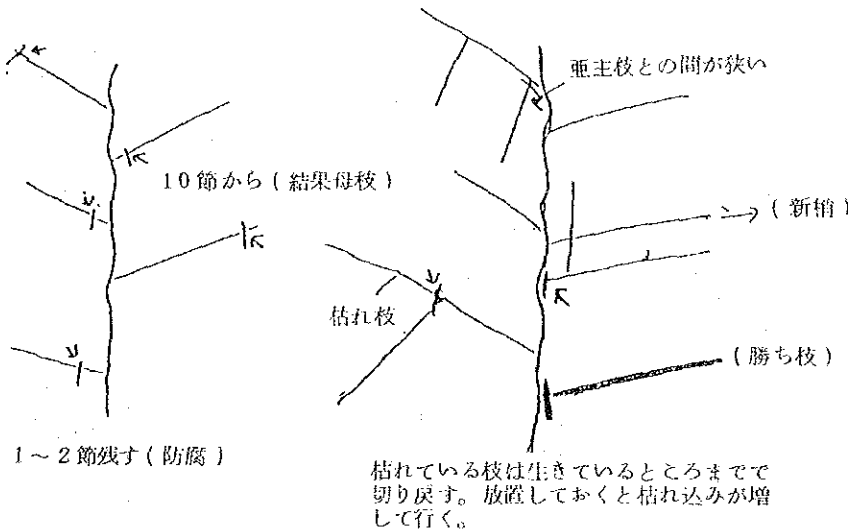 亜主枝との間が狭い
10節から(結果母枝)
(新梢)
枯れ枝
(勝ち枝)
1〜2節残す(防腐)
枯れている枝は生きているところまでで
切り戻す。放置しておくと枯れ込みが増
して行く。